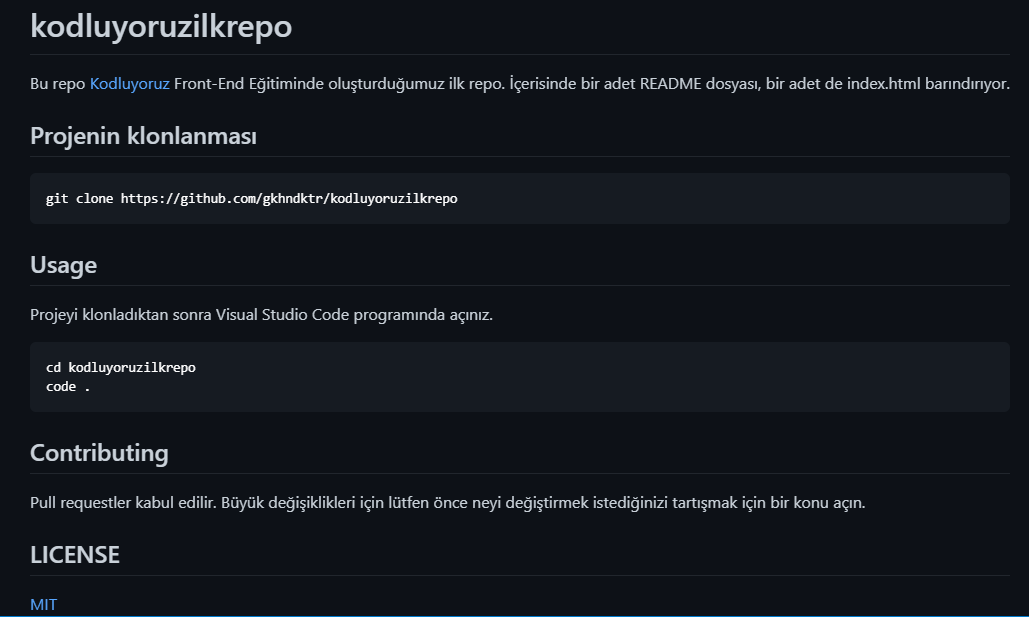 kodluyoruzilkrepo
Bu repo Kodluyoruz Front-End Eğitiminde oluşturduğumuz ilk repo. İçerisinde bir adet README dosyası, bir adet de index.html barındırıyor.
Projenin klonlanması
git clone https://github.com/gkhndktr/kodluyoruzilkrepo
Usage
Projeyi klonladıktan sonra Visual Studio Code programında açınız.
cd kodluyoruzilkrepo
code .
Contributing
Pull requestler kabul edilir. Büyük değişiklikleri için lütfen önce neyi değiştirmek istediğinizi tartışmak için bir konu açın.
LICENSE
MIT